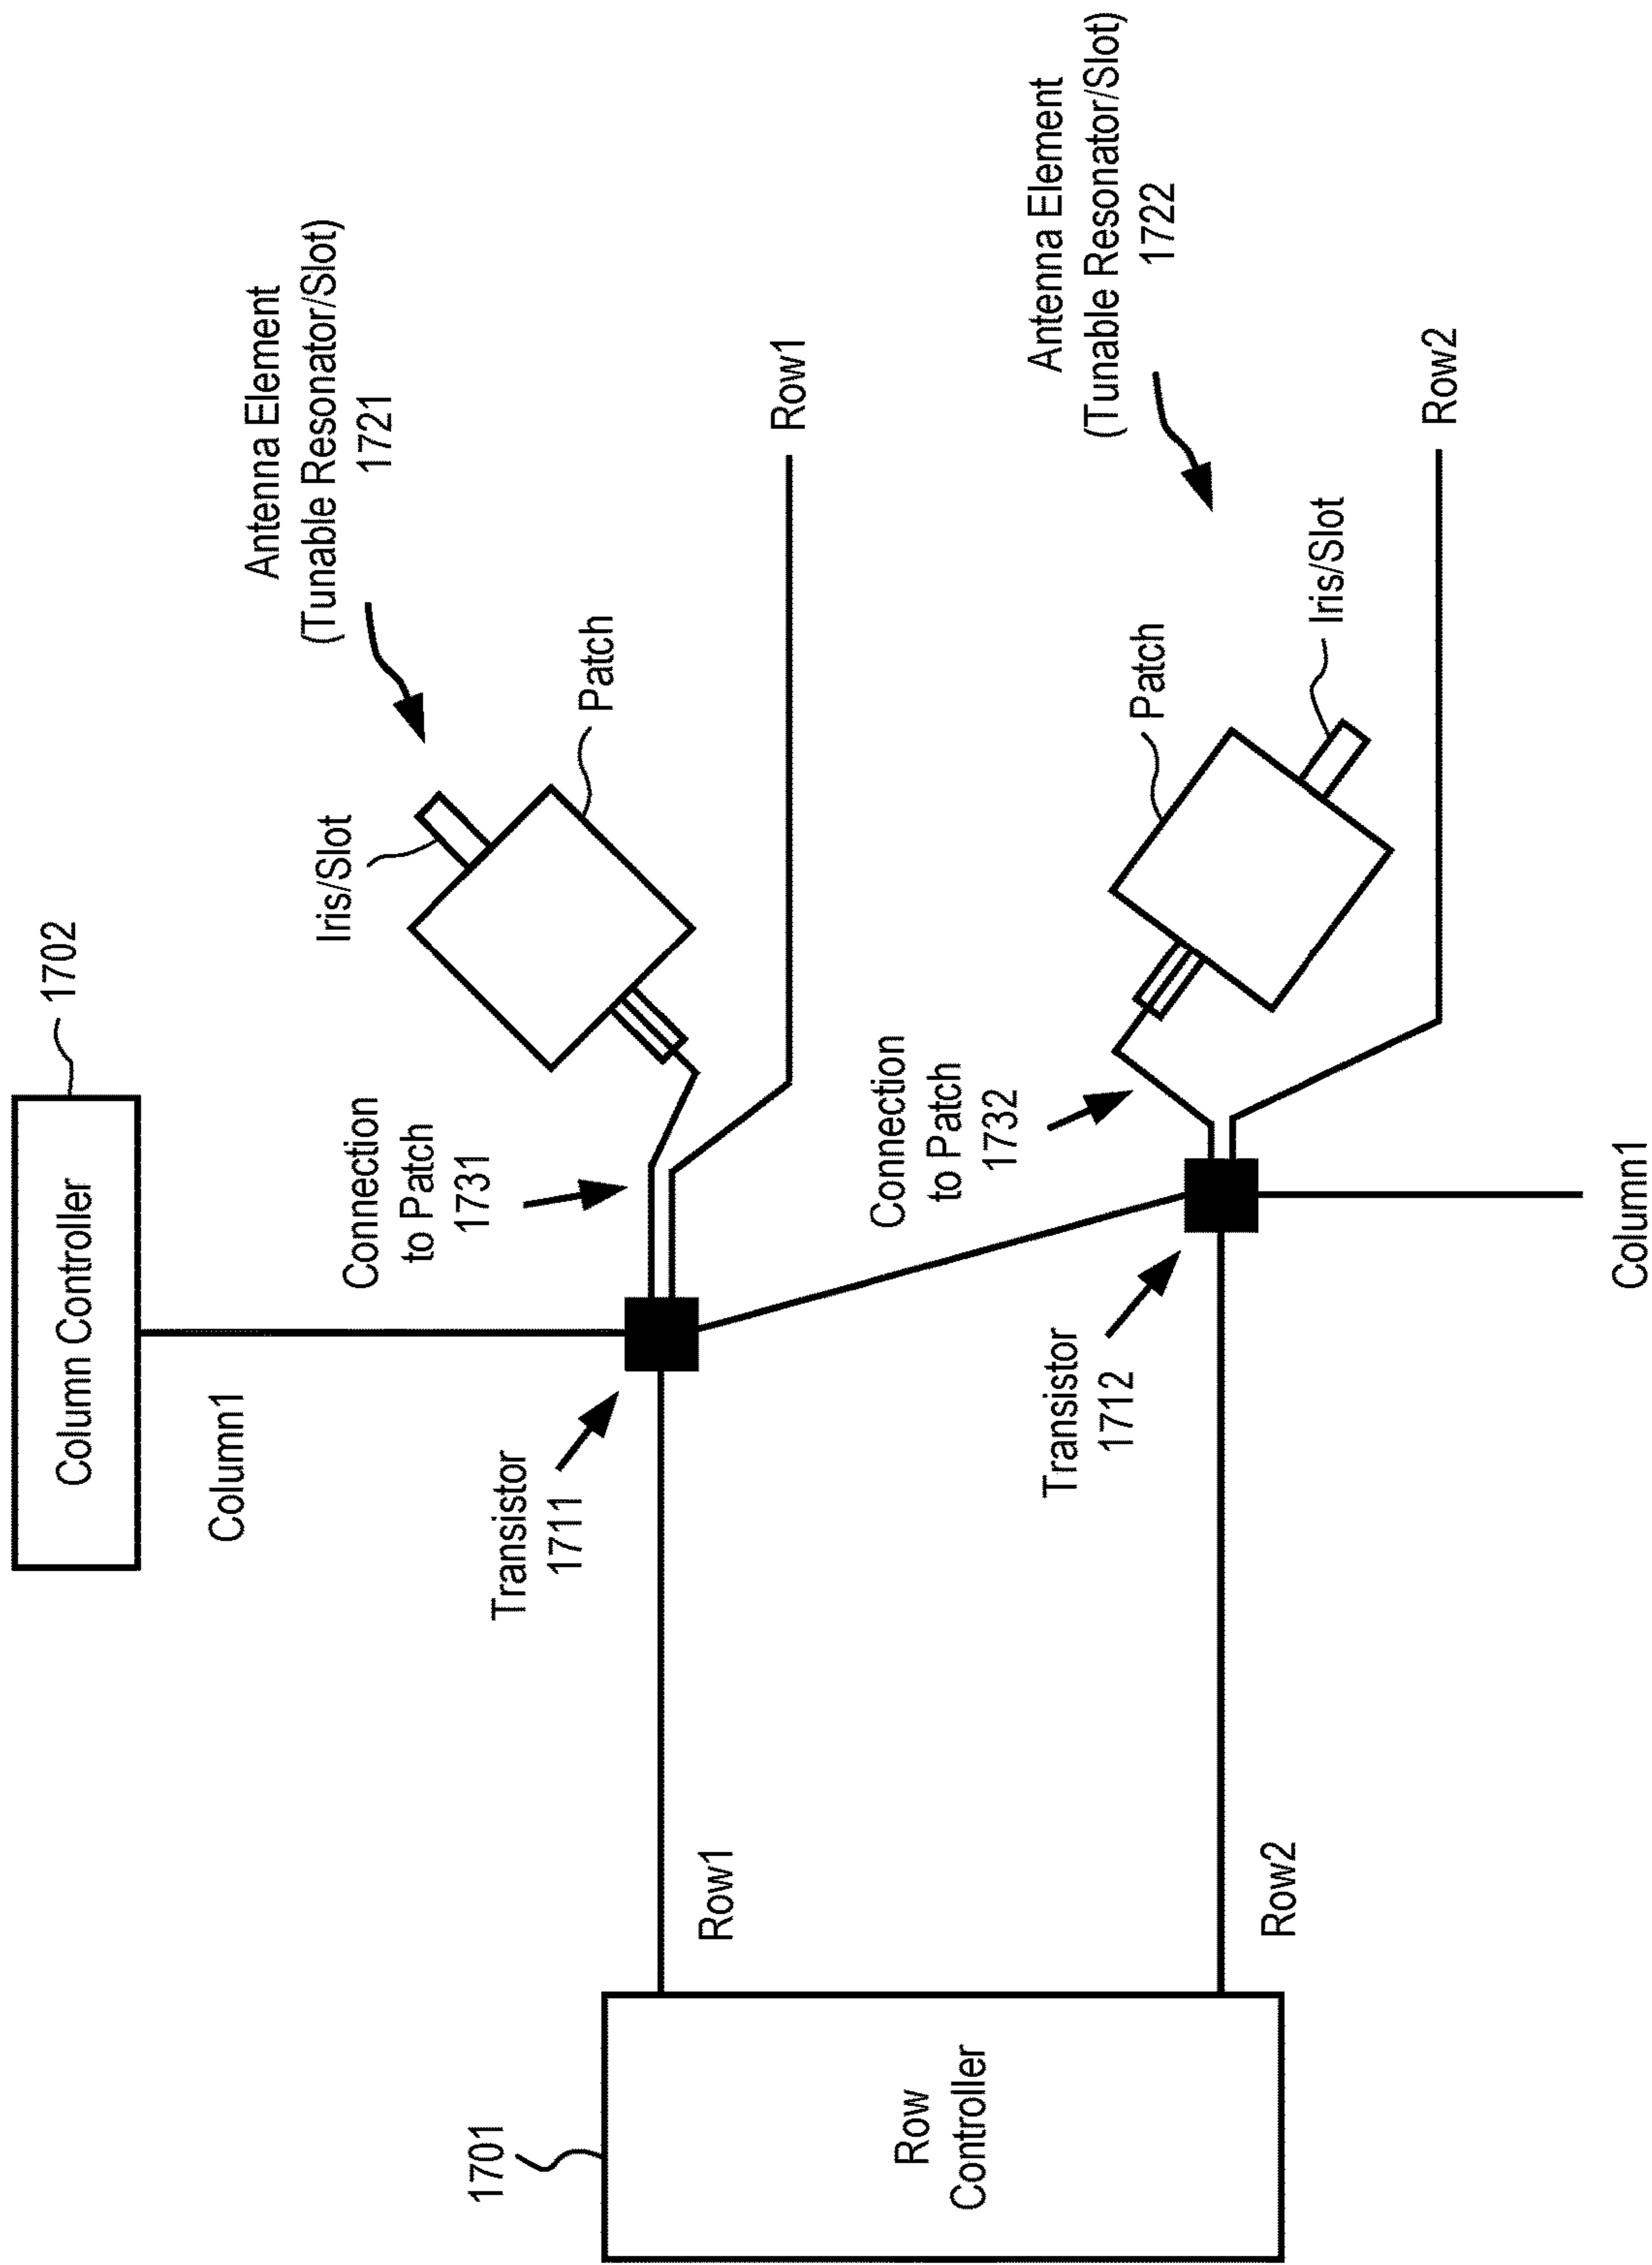 Column Controller
1702
Column1
Antenna Element
(Tunable Resonator/Slot)
1721
Iris/Slot
Patch
Connection
to Patch
1731
Transistor
1711
Row1
Row1
1701
Row
Controller
Antenna Element
(Tunable Resonator/Slot)
1722
Patch
Iris/Slot
Connection
to Patch
1732
Transistor
1712
Row2
Row2
Column1